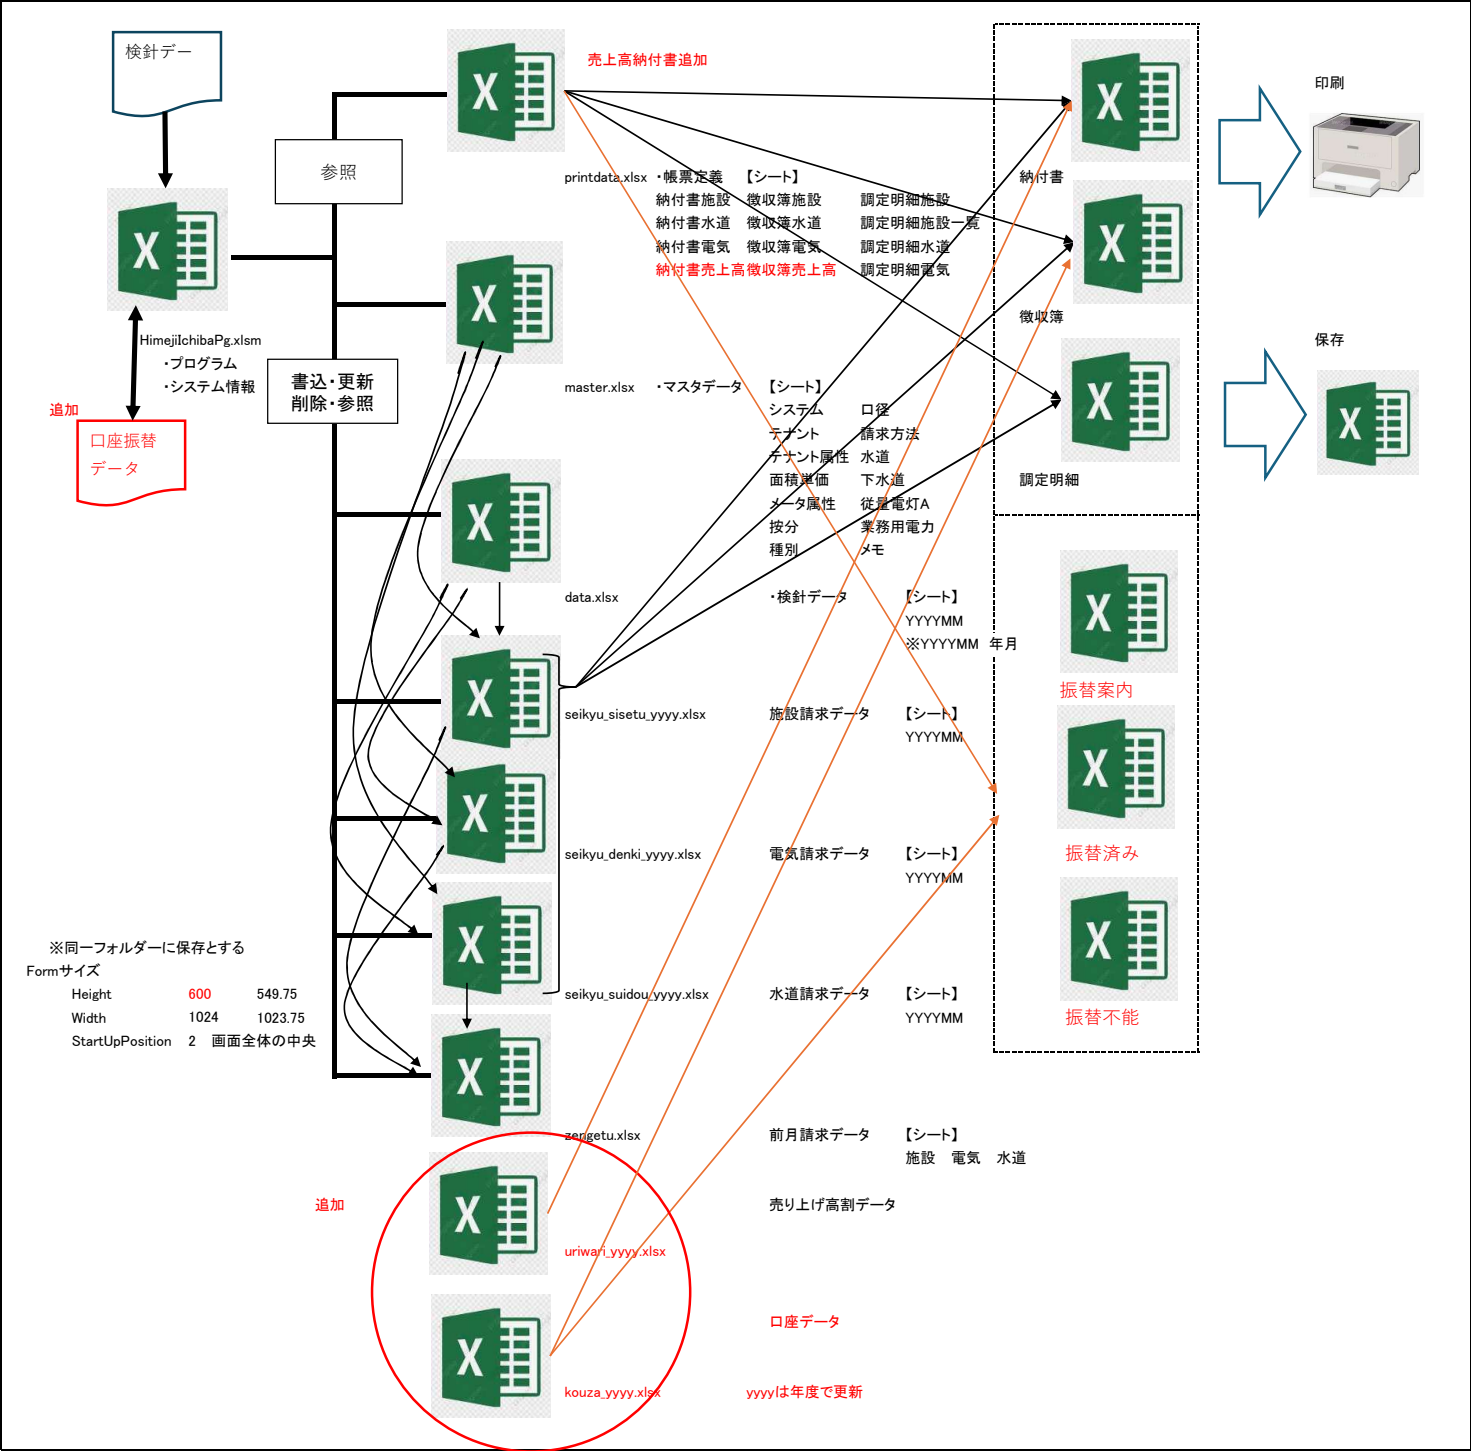 検針デー
売上高納付書追加
印刷
参照
printdata.xlsx ・帳票定義 【シート】
納付書施設 徴収簿施設 調定明細施設
納付書水道 徴収簿水道 調定明細施設一覧
納付書電気 徴収簿電気 調定明細水道
納付書売上高徴収簿売上高 調定明細電気
納付書
徴収簿
HimejiIchibaPg.xlsm
・プログラム
・システム情報
書込・更新
削除・参照
保存
master.xlsx ・マスタデータ 【シート】
システム 口径
テナント 請求方法
テナント属性 水道
面積単価 下水道
メータ属性 従量電灯A
按分 業務用電力
種別 メモ
追加
口座振替
データ
調定明細
data.xlsx ・検針データ 【シート】
YYYYMM
※YYYYMM 年月
振替案内
seikyu_sisetu_yyyy.xlsx 施設請求データ 【シート】
YYYYMM
seikyu_denki_yyyy.xlsx 電気請求データ 【シート】
YYYYMM
振替済み
※同一フォルダーに保存とする
Formサイズ
Height 600 549.75
Width 1024 1023.75
StartUpPosition 2 画面全体の中央
seikyu_suidou_yyyy.xlsx 水道請求データ 【シート】
YYYYMM
振替不能
zengetu.xlsx 前月請求データ 【シート】
施設 電気 水道
追加
売り上げ高割データ
uriwari_yyyy.xlsx
口座データ
kouza_yyyy.xlsx yyyyは年度で更新